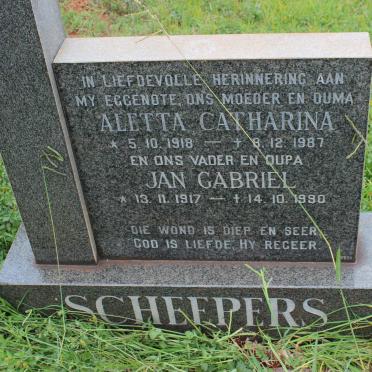 IN LIEFDEVOLLE HERINNERING AAN
MY EGGENOTE, ONS MOEDER EN OUMA
ALETTA CATHARINA
* 5.10.1918 — † 8.12.1987
EN ONS VADER EN OUPA
JAN GABRIEL
* 13.11.1917 — † 14.10.1990
DIE WOND IS DIEP EN SEER
GOD IS LIEFDE, HY REGEER.
SCHEEPERS